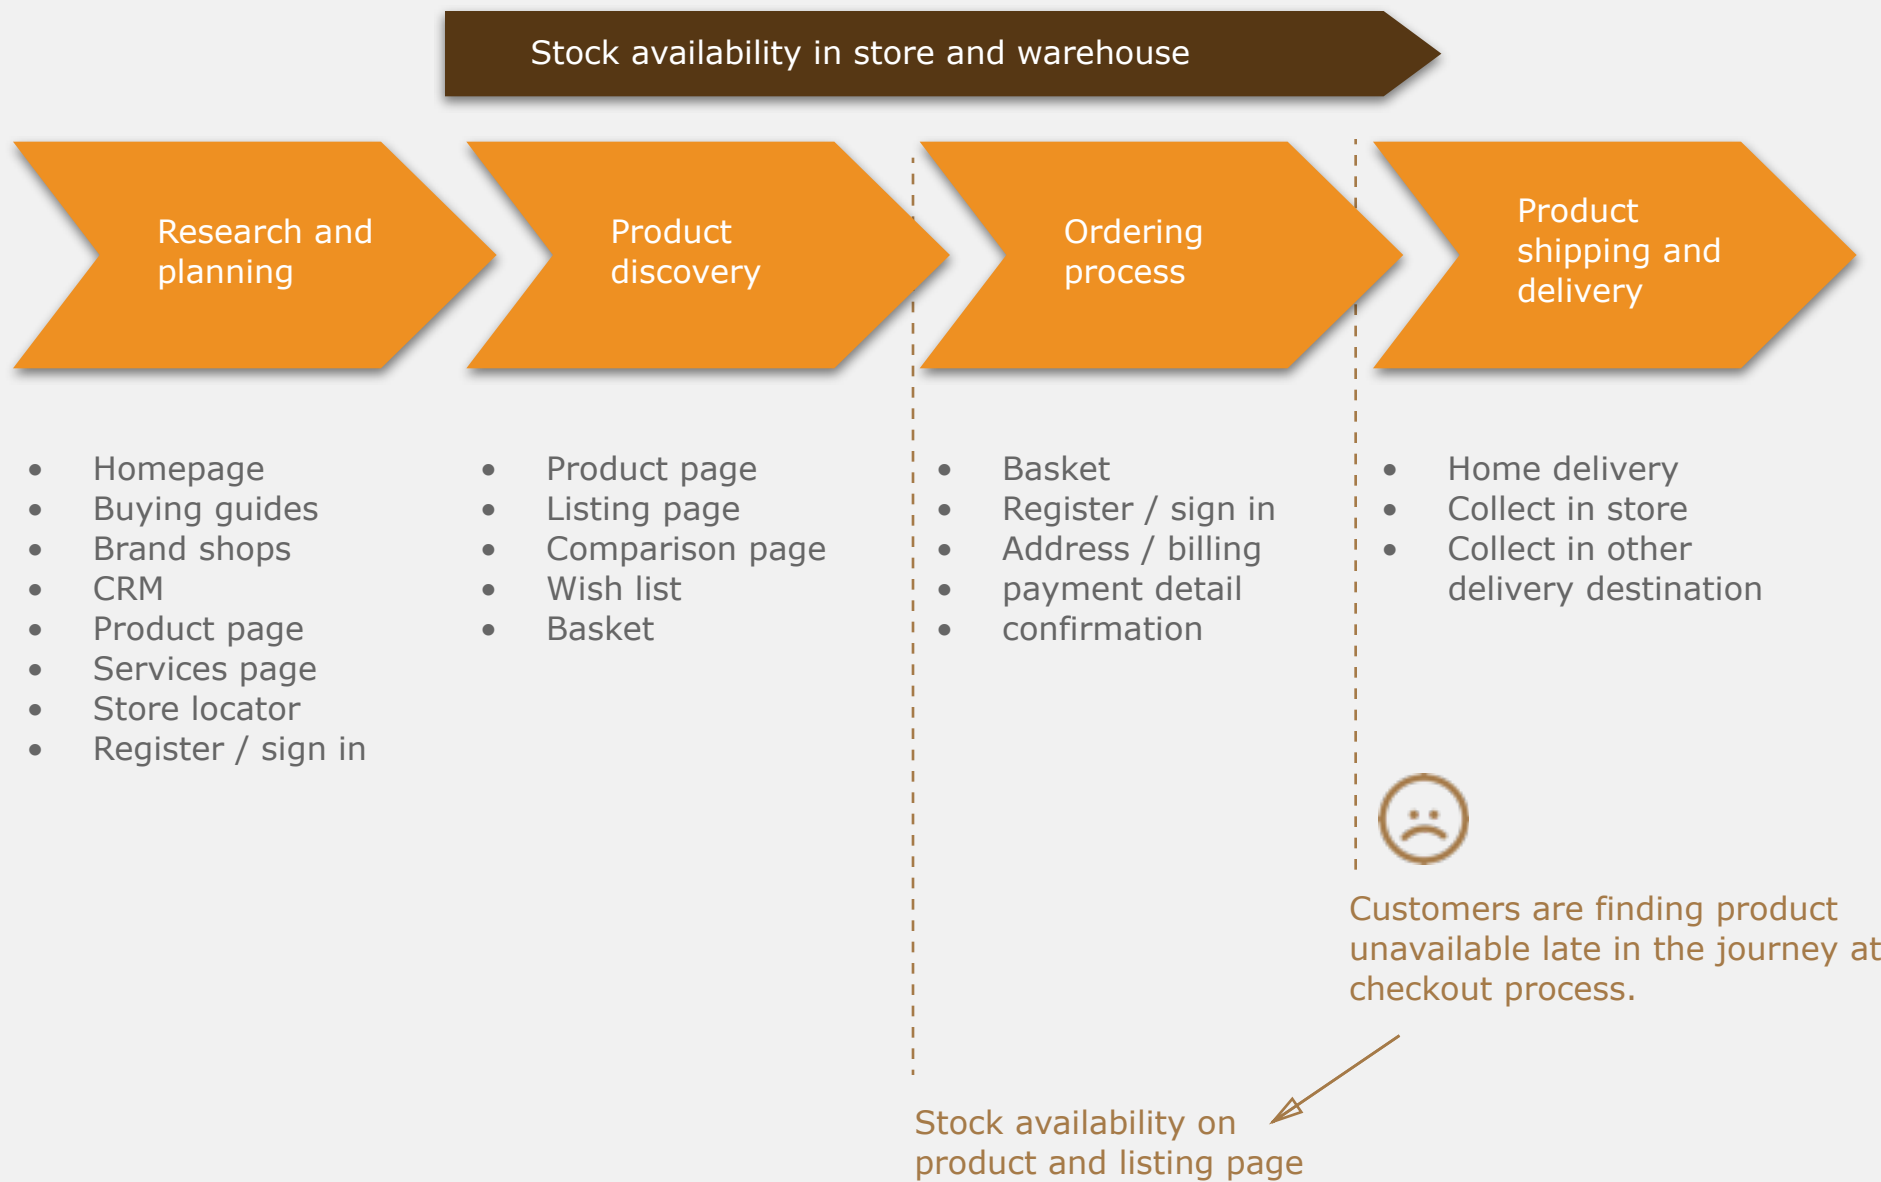 Stock availability in store and warehouse
Research and
planning
Product
discovery
Ordering
process
Product
shipping and
delivery
• Homepage
• Buying guides
• Brand shops
• CRM
• Product page
• Services page
• Store locator
• Register / sign in
• Product page
• Listing page
• Comparison page
• Wish list
• Basket
• Basket
• Register / sign in
• Address / billing
• payment detail
• confirmation
• Home delivery
• Collect in store
• Collect in other
delivery destination
Customers are finding product
unavailable late in the journey at
checkout process.
Stock availability on
product and listing page